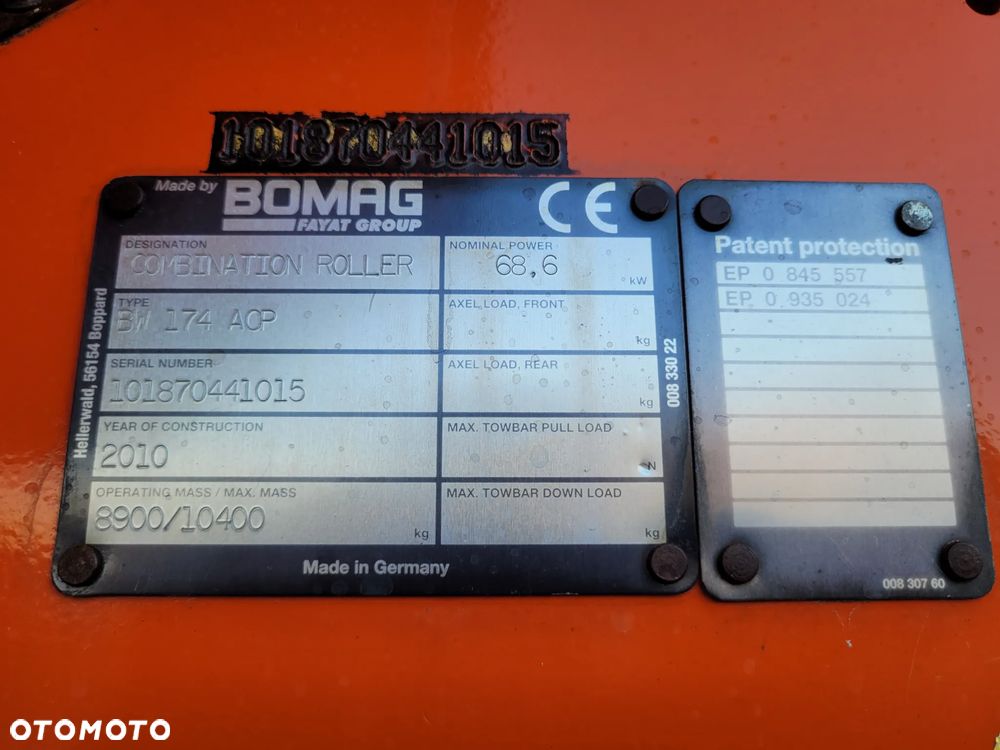 101870441015
Made by BOMAG
FAYAT GROUP
CE
DESIGNATION
COMBINATION ROLLER
NOMINAL POWER
68,6
kW
TYPE
BW 174 ACP
AXEL LOAD, FRONT
kg
SERIAL NUMBER
101870441015
AXEL LOAD, REAR
kg
YEAR OF CONSTRUCTION
2010
MAX. TOWBAR PULL LOAD
N
OPERATING MASS / MAX. MASS
8900/10400
kg
MAX. TOWBAR DOWN LOAD
kg
Made in Germany
Hellerwald, 56154 Boppard
008 330 22
Patent protection
EP 0 845 557
EP 0 935 024
008 307 60
OTOMOTO